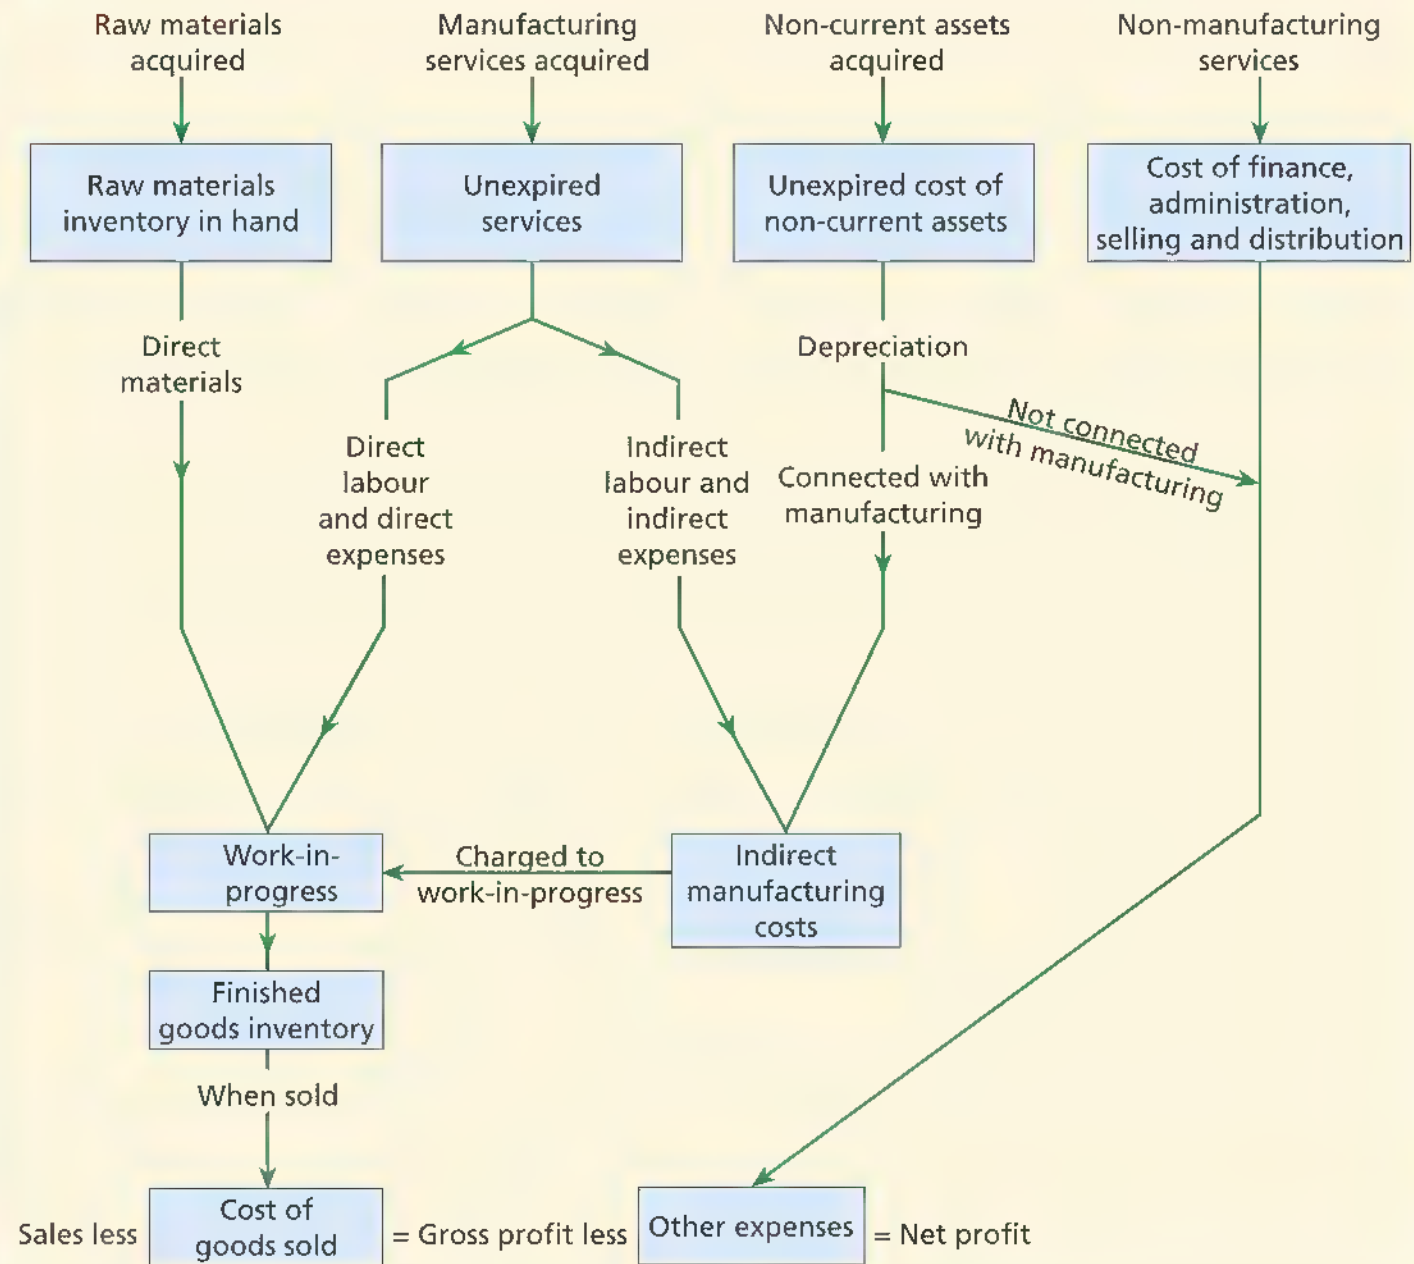 Raw materials
acquired
Manufacturing
services acquired
Non-current assets
acquired
Non-manufacturing
services
Raw materials
inventory in hand
Unexpired
services
Unexpired cost of
non-current assets
Cost of finance,
administration,
selling and distribution
Direct
materials
Depreciation
Not connected
with manufacturing
Direct
labour
and direct
expenses
Indirect
labour and
indirect
expenses
Connected with
manufacturing
Work-in-
progress
Charged to
work-in-progress
Indirect
manufacturing
costs
Finished
goods inventory
When sold
Sales less
Cost of
goods sold
= Gross profit less
Other expenses
= Net profit